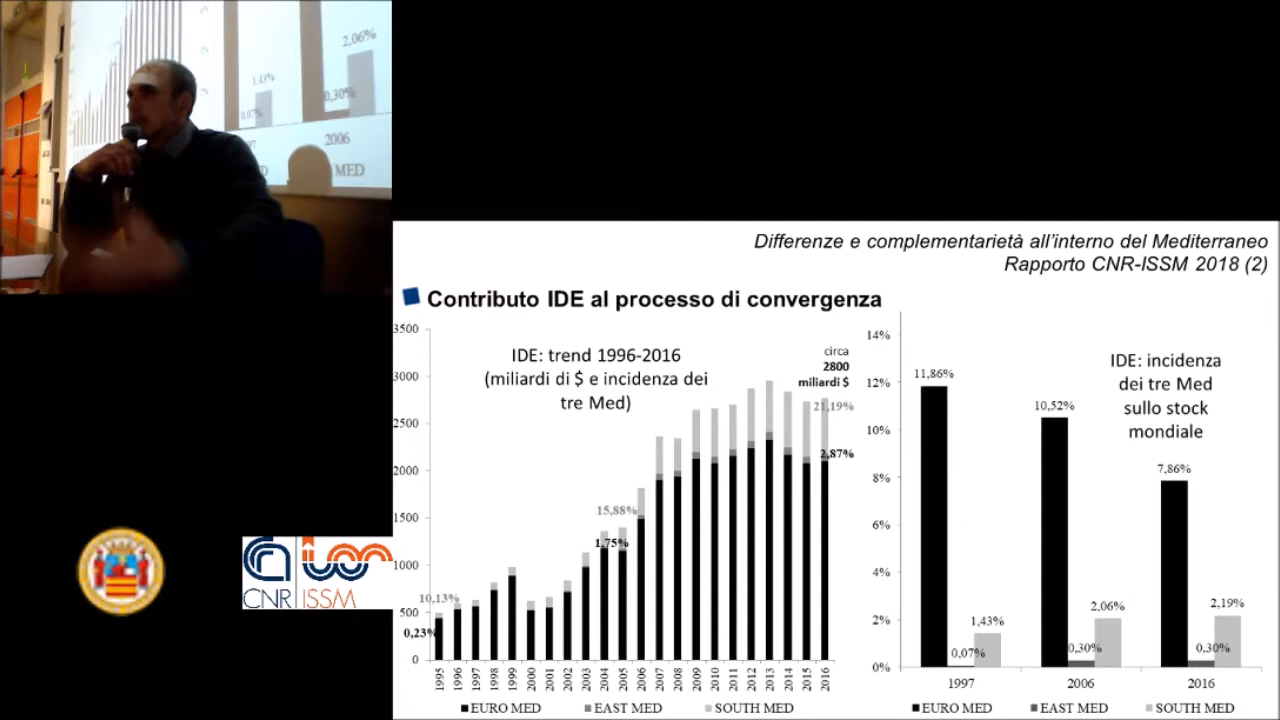 2,06%
1,43%
0,30%
0,07%
2006
MED
Differenze e complementarietà all'interno del Mediterraneo
Rapporto CNR-ISSM 2018 (2)
Contributo IDE al processo di convergenza
IDE: trend 1996-2016
(miliardi di $ e incidenza dei
tre Med)
circa
2800
miliardi $
3500
3000
2500
2000
1500
1000
500
0
21,19%
2,87%
15,88%
1,75%
10,13%
0,23%
1995 1996 1997 1998 1999 2000 2001 2002 2003 2004 2005 2006 2007 2008 2009 2010 2011 2012 2013 2014 2015 2016
EURO MED EAST MED SOUTH MED
IDE: incidenza
dei tre Med
sullo stock
mondiale
14%
12%
10%
8%
6%
4%
2%
0%
11,86%
0,07%
1,43%
10,52%
0,30%
2,06%
7,86%
0,30%
2,19%
1997 2006 2016
EURO MED EAST MED SOUTH MED
CNR ISSM